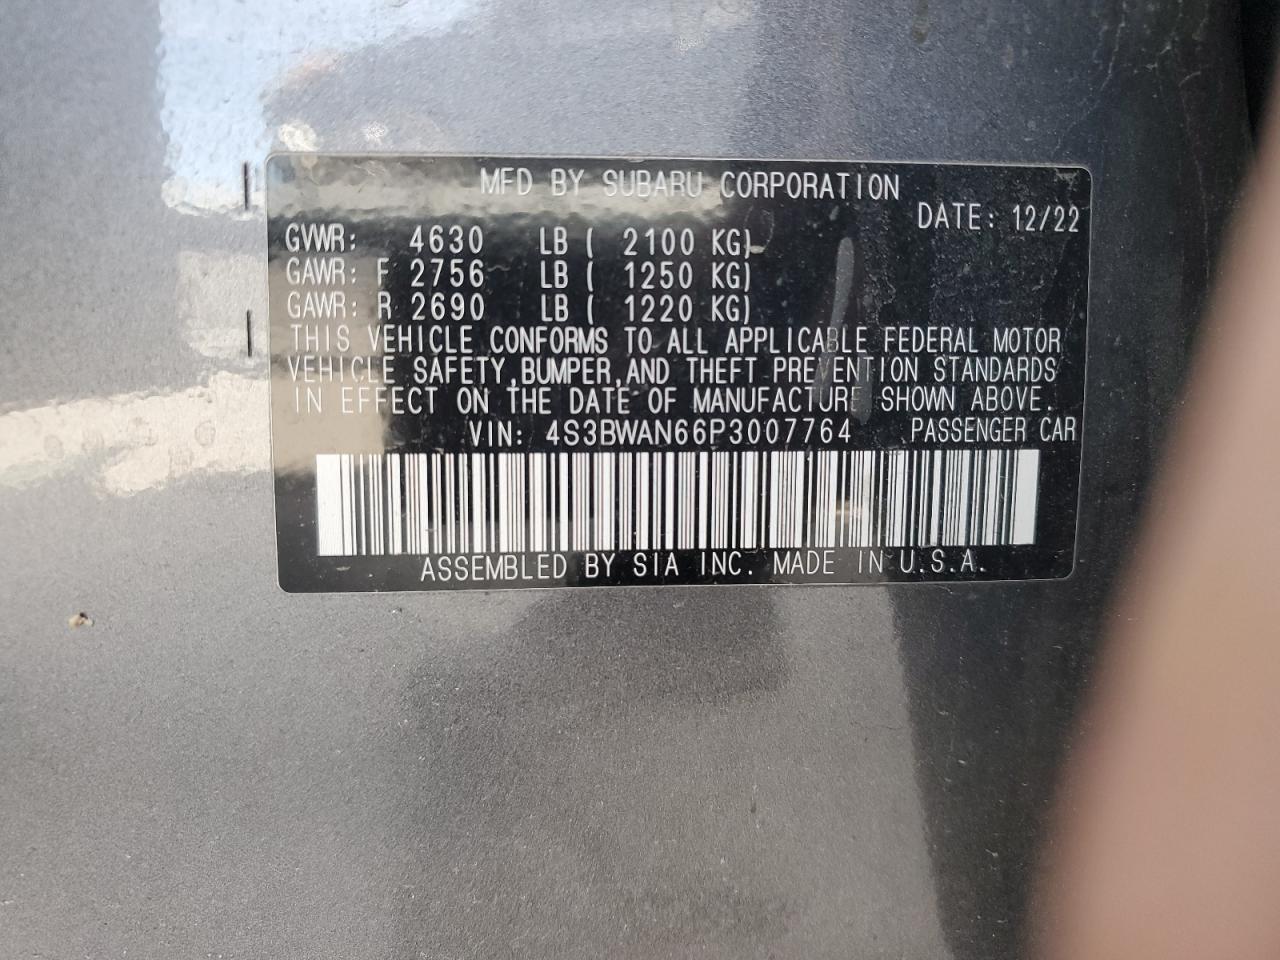 MFD BY SUBARU CORPORATION
DATE: 12/22
GVWR: 4630 LB ( 2100 KG)
GAWR: F 2756 LB ( 1250 KG)
GAWR: R 2690 LB ( 1220 KG)
THIS VEHICLE CONFORMS TO ALL APPLICABLE FEDERAL MOTOR
VEHICLE SAFETY, BUMPER, AND THEFT PREVENTION STANDARDS
IN EFFECT ON THE DATE OF MANUFACTURE SHOWN ABOVE.
VIN: 4S3BWAN66P3007764 PASSENGER CAR
ASSEMBLED BY SIA INC. MADE IN U.S.A.